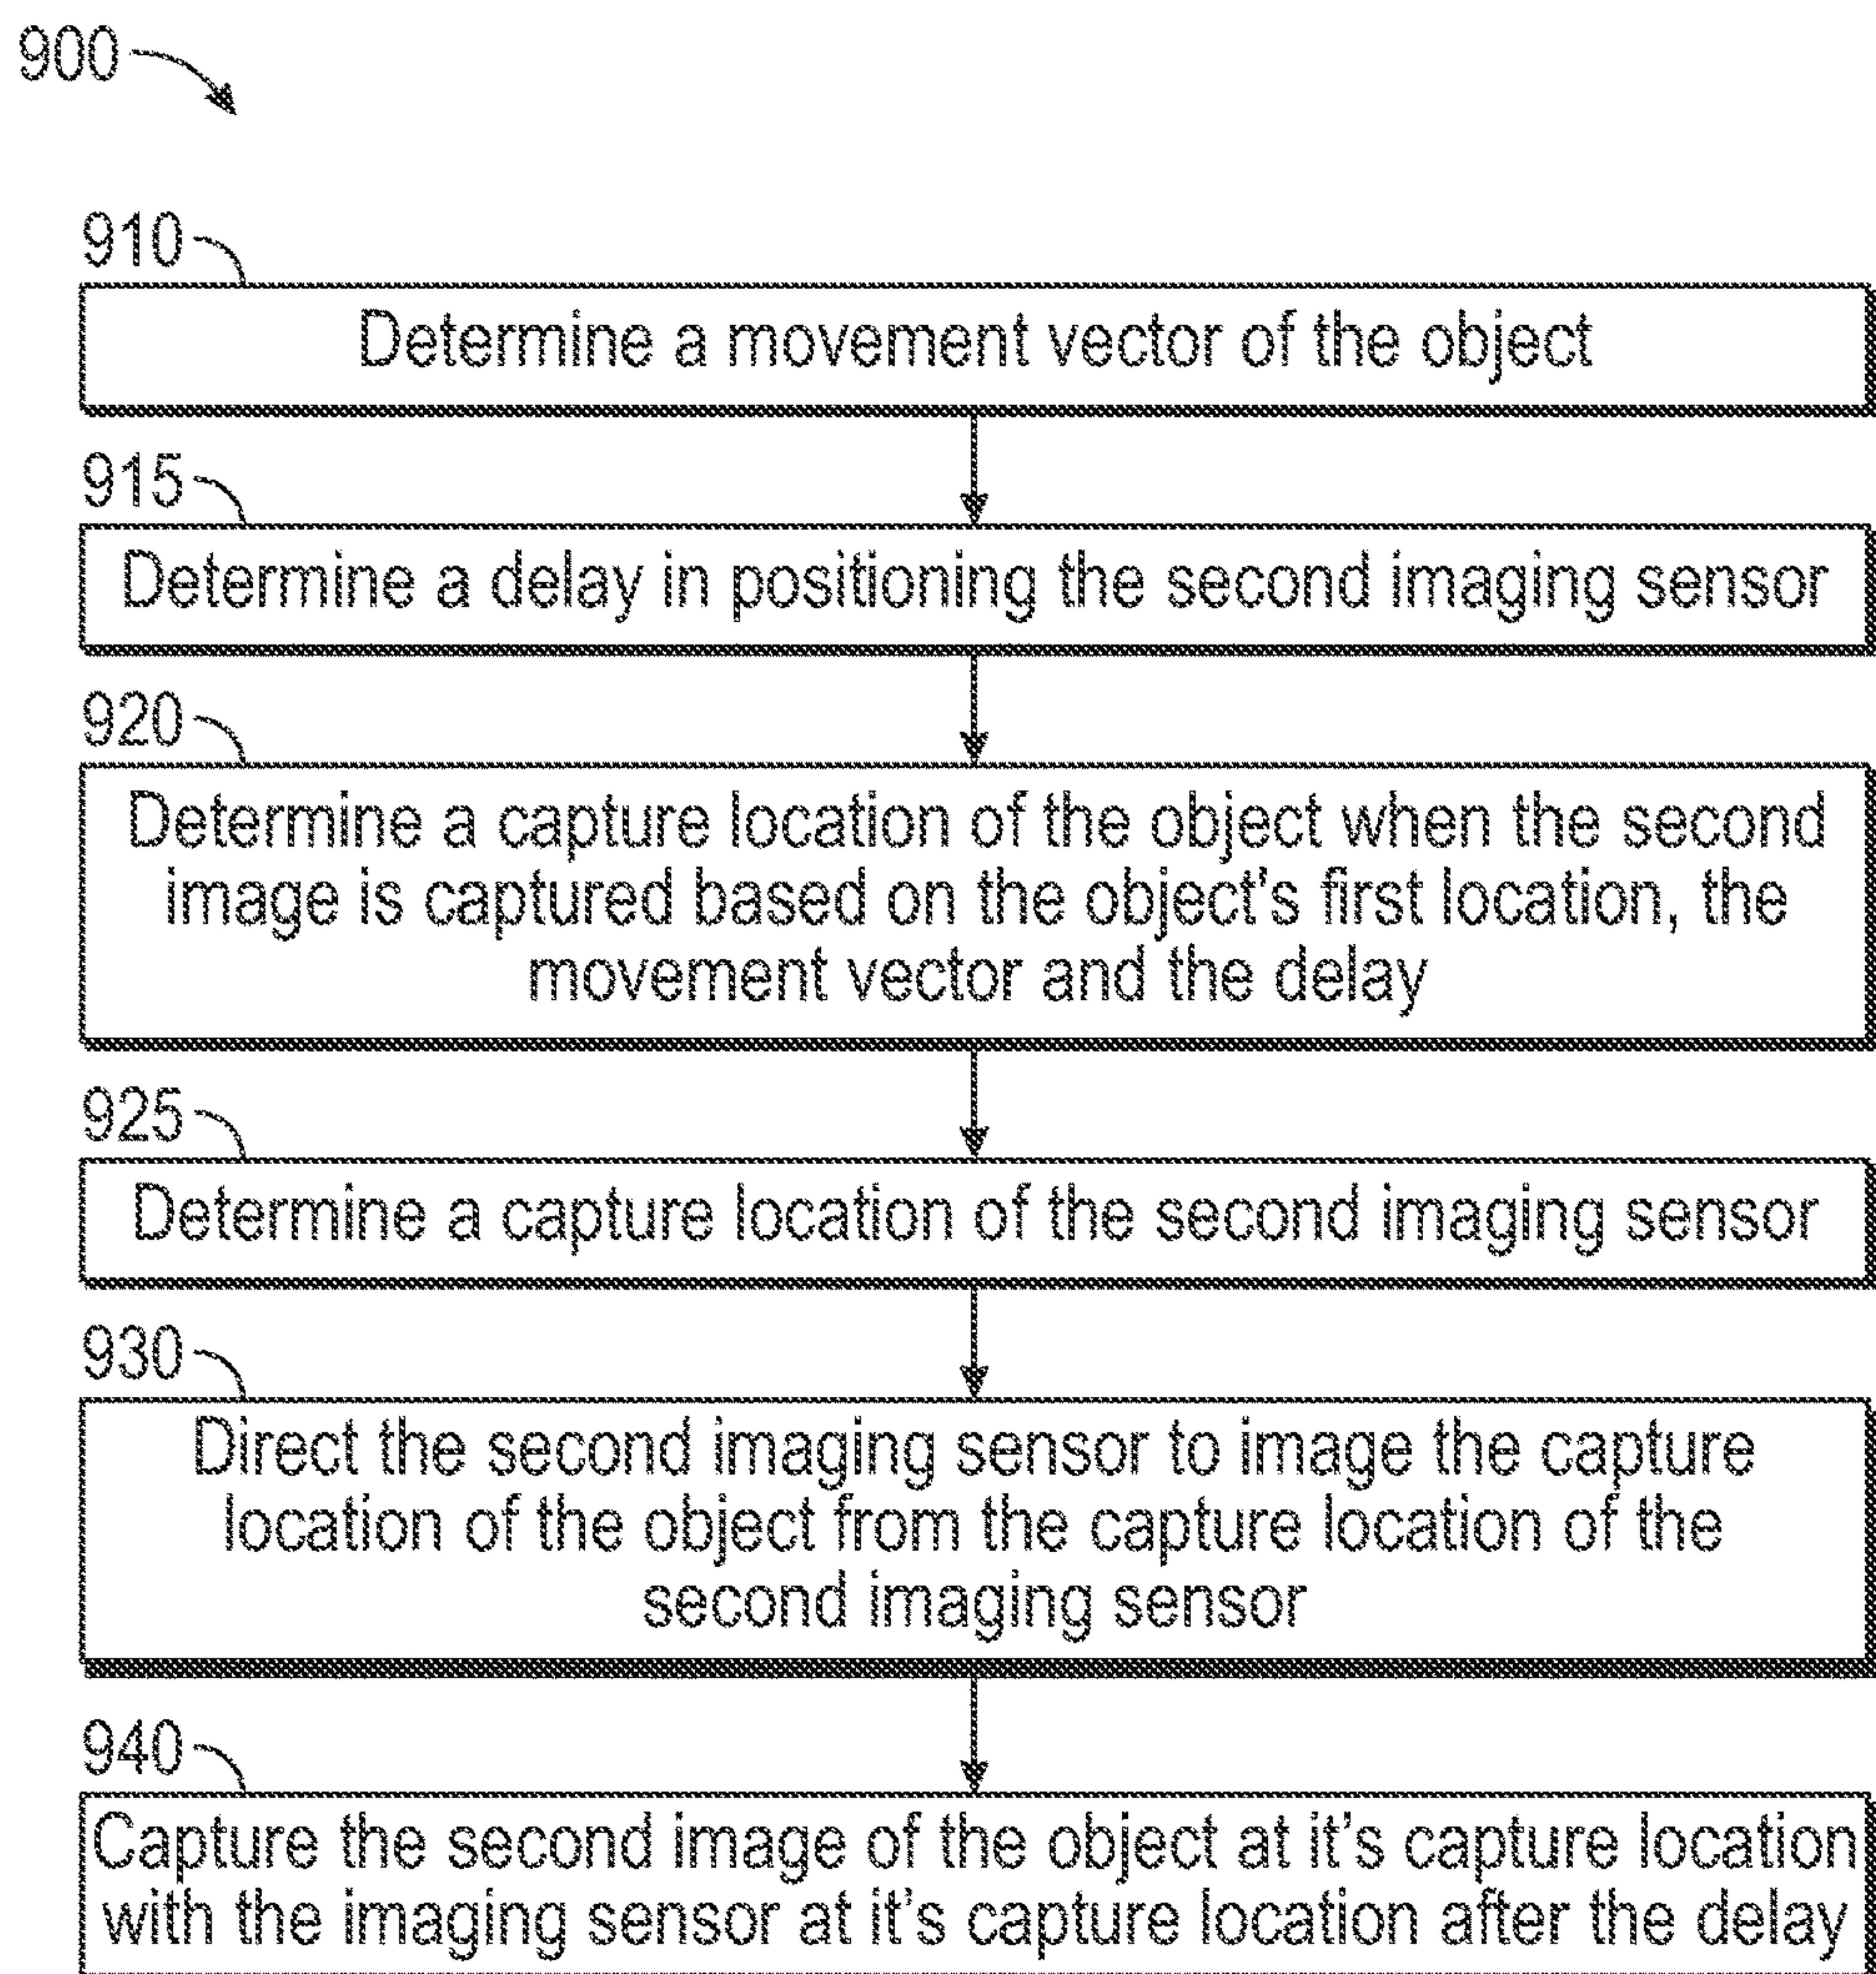 900
910
Determine a movement vector of the object
915
Determine a delay in positioning the second imaging sensor
920
Determine a capture location of the object when the second
image is captured based on the object's first location, the
movement vector and the delay
925
Determine a capture location of the second imaging sensor
930
Direct the second imaging sensor to image the capture
location of the object from the capture location of the
second imaging sensor
940
Capture the second image of the object at it's capture location
with the imaging sensor at it's capture location after the delay